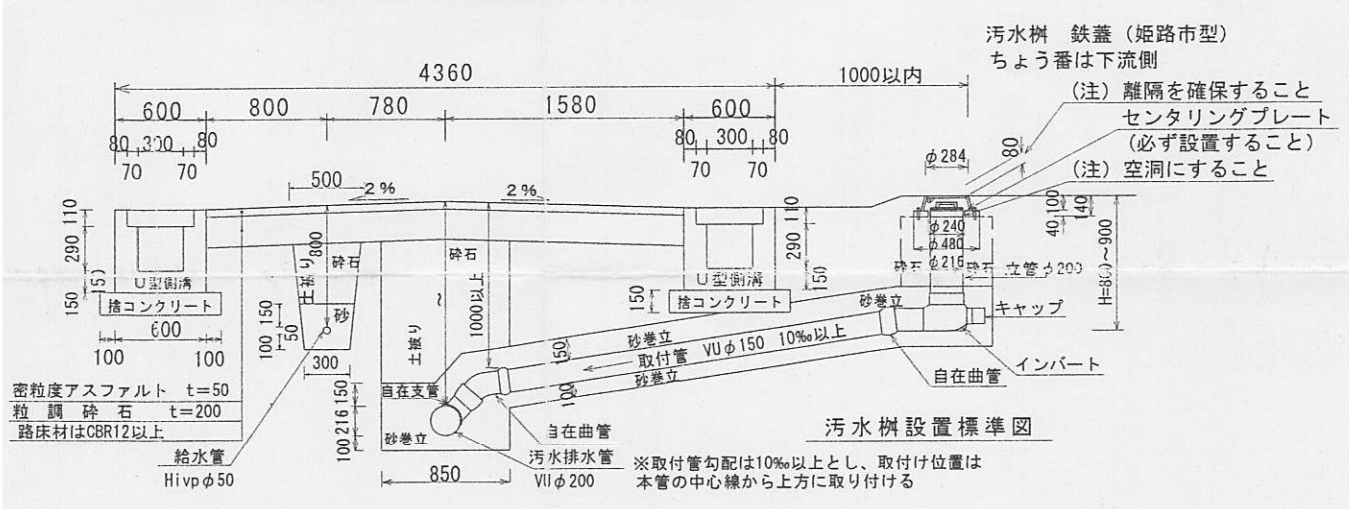 汚水桝 鉄蓋（姫路市型）
ちょう番は下流側
4360
1000以内
（注）離隔を確保すること
センタリングプレート
（必ず設置すること）
（注）空洞にすること
600
800
780
1580
600
80 300 80
70 70
80 300 80
70 70
φ284
80
500
2%
2%
110
290
150
150
800
砕石
土被り
砂
150
50
100
300
U型側溝
捨コンクリート
600
100
100
砕石
～
土被り
1000以上
110
290
150
U型側溝
150
捨コンクリート
100
40
140
φ240
φ480
φ216
砕石
砕石
立管φ200
H=800～900
砂巻立
キャップ
インバート
自在曲管
砂巻立
150
取付管 VUφ150 10‰以上
100
砂巻立
密粒度アスファルト t=50
粒調砕石 t=200
路床材はCBR12以上
給水管
Hivpφ50
自在支管
150
216
100
砂巻立
850
自在曲管
汚水排水管
VUφ200
汚水桝設置標準図
※取付管勾配は10‰以上とし、取付け位置は
本管の中心線から上方に取り付ける